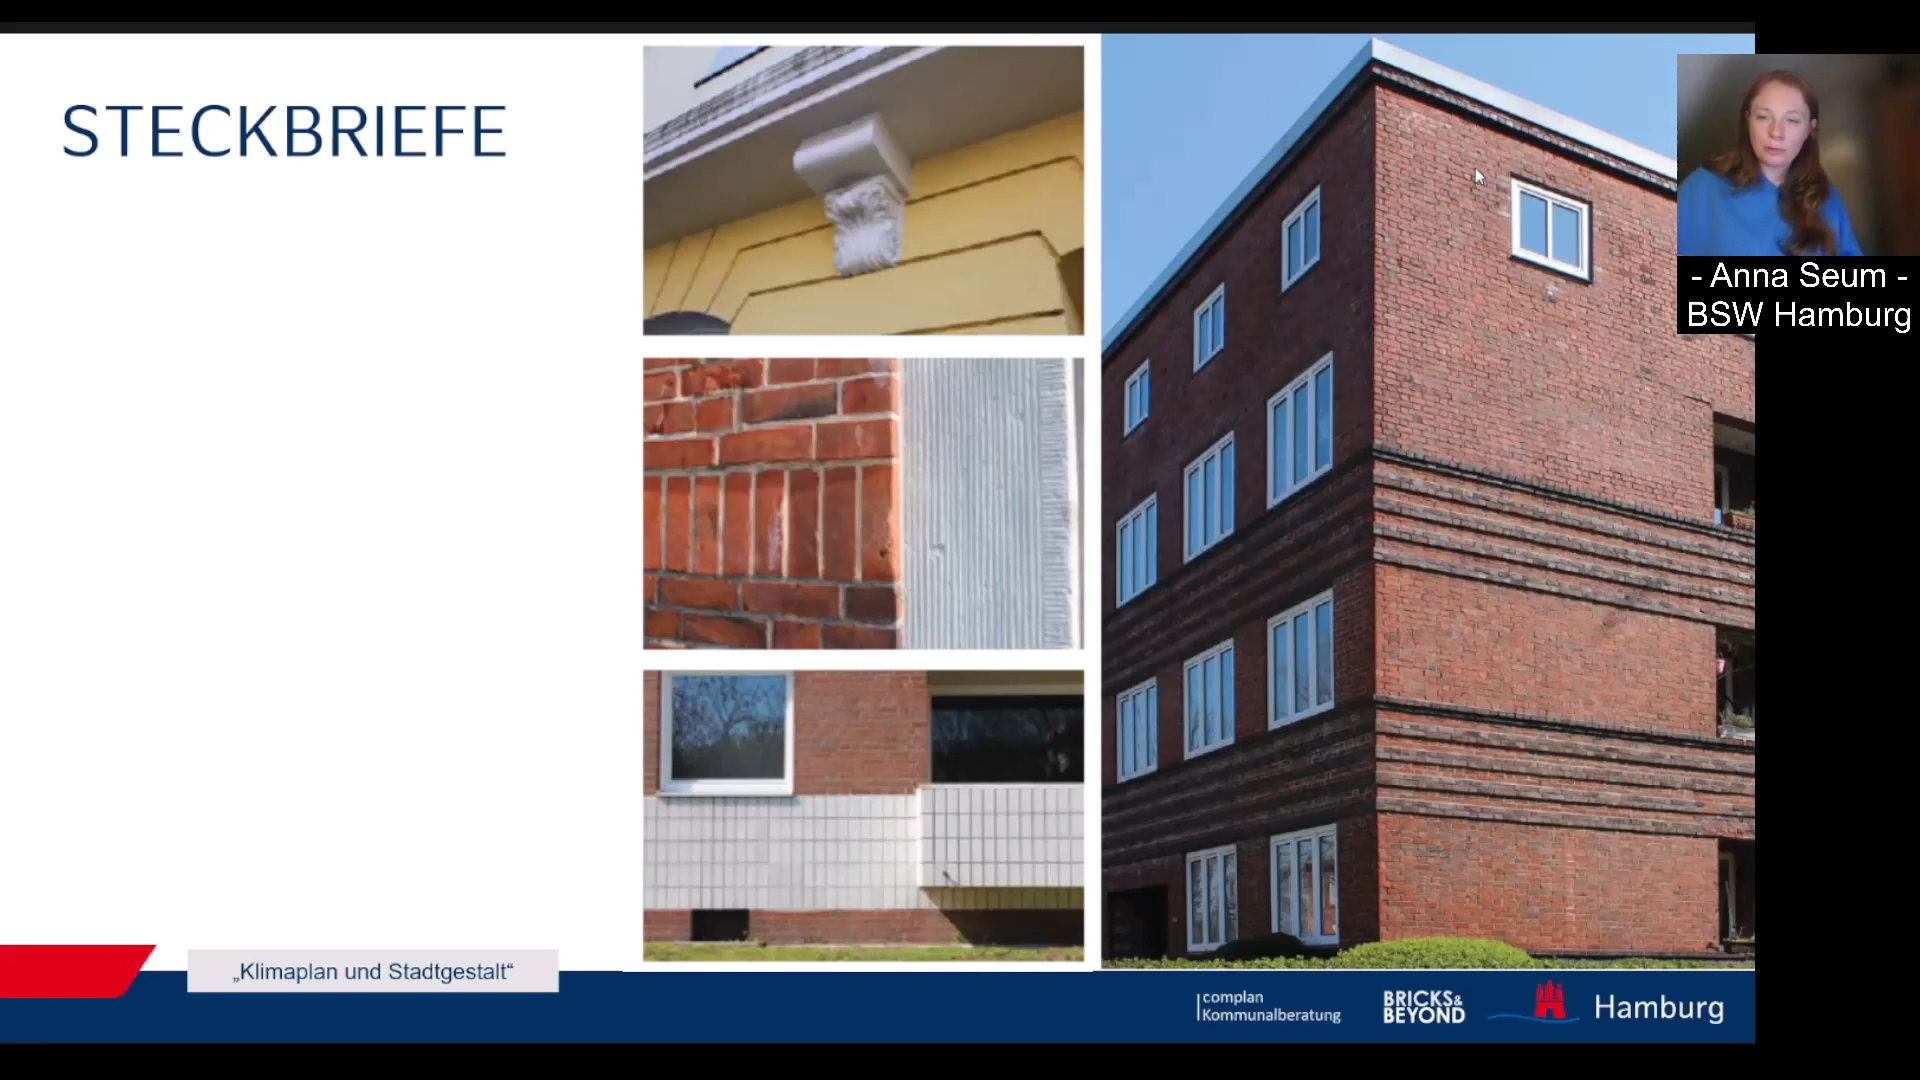 STECKBRIEFE
- Anna Seum -
BSW Hamburg
„Klimaplan und Stadtgestalt“
complan
Kommunalberatung
BRICKS&
BEYOND
Hamburg